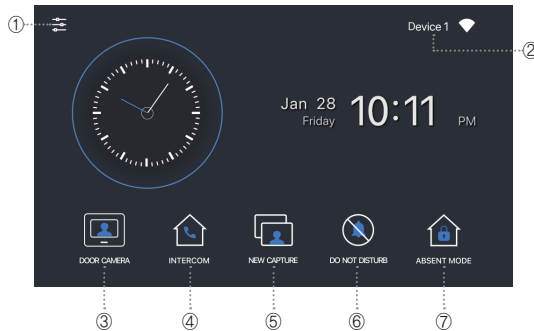 ①
Device 1
②
Jan 28
Friday
10:11 PM
DOOR CAMERA
INTERCOM
NEW CAPTURE
DO NOT DISTURB
ABSENT MODE
③ ④ ⑤ ⑥ ⑦